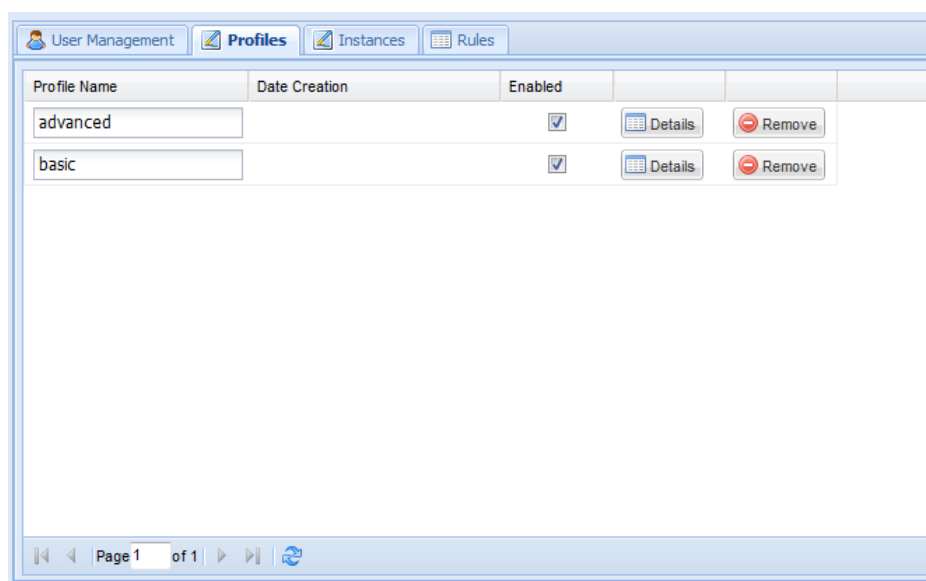 User Management Profiles Instances Rules
Profile Name Date Creation Enabled
advanced Details Remove
basic Details Remove
Page 1 of 1